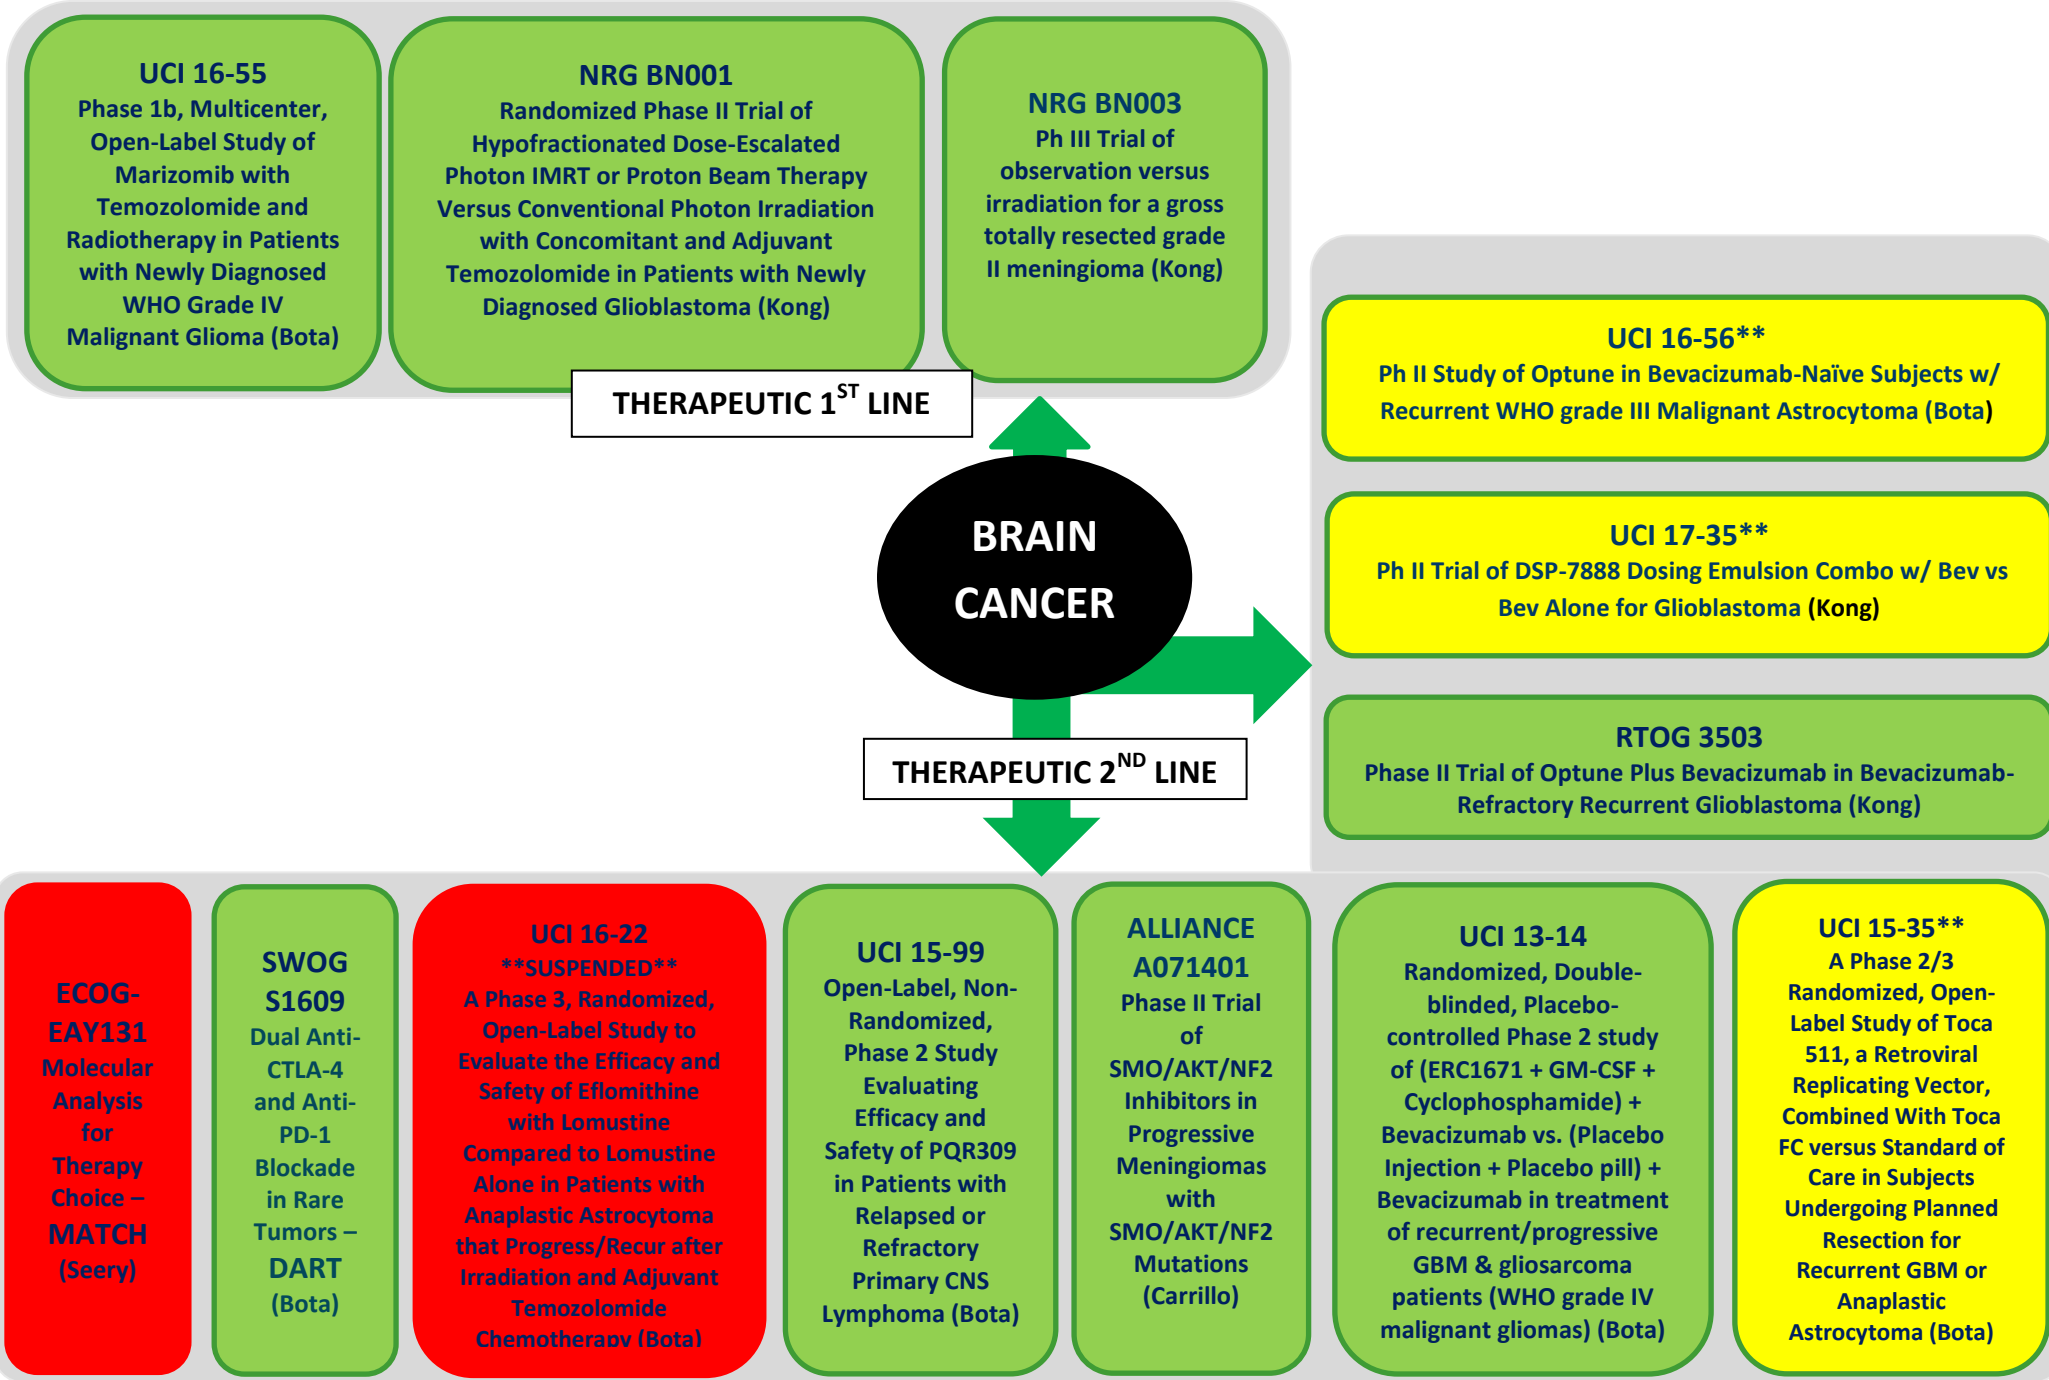 UCI 16-55
Phase 1b, Multicenter,
Open-Label Study of
Marizomib with
Temozolomide and
Radiotherapy in Patients
with Newly Diagnosed
WHO Grade IV
Malignant Glioma (Bota)
NRG BN001
Randomized Phase II Trial of
Hypofractionated Dose-Escalated
Photon IMRT or Proton Beam Therapy
Versus Conventional Photon Irradiation
with Concomitant and Adjuvant
Temozolomide in Patients with Newly
Diagnosed Glioblastoma (Kong)
NRG BN003
Ph III Trial of
observation versus
irradiation for a gross
totally resected grade
II meningioma (Kong)
THERAPEUTIC 1ST LINE
BRAIN
CANCER
UCI 16-56**
Ph II Study of Optune in Bevacizumab-Naïve Subjects w/
Recurrent WHO grade III Malignant Astrocytoma (Bota)
UCI 17-35**
Ph II Trial of DSP-7888 Dosing Emulsion Combo w/ Bev vs
Bev Alone for Glioblastoma (Kong)
RTOG 3503
Phase II Trial of Optune Plus Bevacizumab in Bevacizumab-
Refractory Recurrent Glioblastoma (Kong)
THERAPEUTIC 2ND LINE
ECOG-
EAY131
Molecular
Analysis
for
Therapy
Choice –
MATCH
(Seery)
SWOG
S1609
Dual Anti-
CTLA-4
and Anti-
PD-1
Blockade
in Rare
Tumors –
DART
(Bota)
UCI 16-22
**SUSPENDED**
A Phase 3, Randomized,
Open-Label Study to
Evaluate the Efficacy and
Safety of Eflomithine
with Lomustine
Compared to Lomustine
Alone in Patients with
Anaplastic Astrocytoma
that Progress/Recur after
Irradiation and Adjuvant
Temozolomide
Chemotherapy (Bota)
UCI 15-99
Open-Label, Non-
Randomized,
Phase 2 Study
Evaluating
Efficacy and
Safety of PQR309
in Patients with
Relapsed or
Refractory
Primary CNS
Lymphoma (Bota)
ALLIANCE
A071401
Phase II Trial
of
SMO/AKT/NF2
Inhibitors in
Progressive
Meningiomas
with
SMO/AKT/NF2
Mutations
(Carrillo)
UCI 13-14
Randomized, Double-
blinded, Placebo-
controlled Phase 2 study
of (ERC1671 + GM-CSF +
Cyclophosphamide) +
Bevacizumab vs. (Placebo
Injection + Placebo pill) +
Bevacizumab in treatment
of recurrent/progressive
GBM & gliosarcoma
patients (WHO grade IV
malignant gliomas) (Bota)
UCI 15-35**
A Phase 2/3
Randomized, Open-
Label Study of Toca
511, a Retroviral
Replicating Vector,
Combined With Toca
FC versus Standard of
Care in Subjects
Undergoing Planned
Resection for
Recurrent GBM or
Anaplastic
Astrocytoma (Bota)